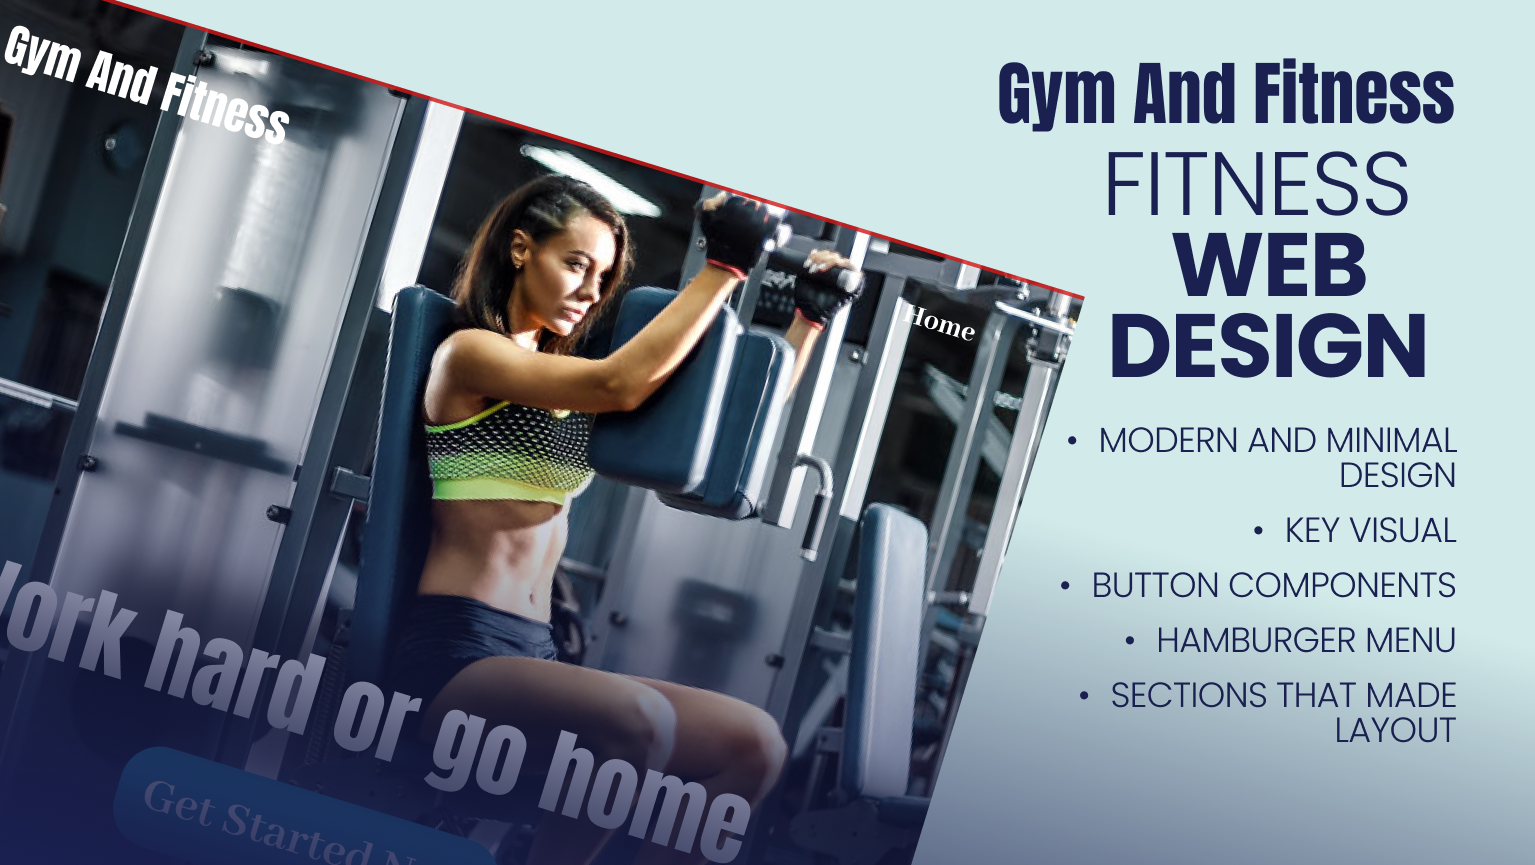 Gym And Fitness
Home
ork hard or go home
Get Started N
Gym And Fitness
FITNESS
WEB
DESIGN
• MODERN AND MINIMAL
DESIGN
• KEY VISUAL
• BUTTON COMPONENTS
• HAMBURGER MENU
• SECTIONS THAT MADE
LAYOUT